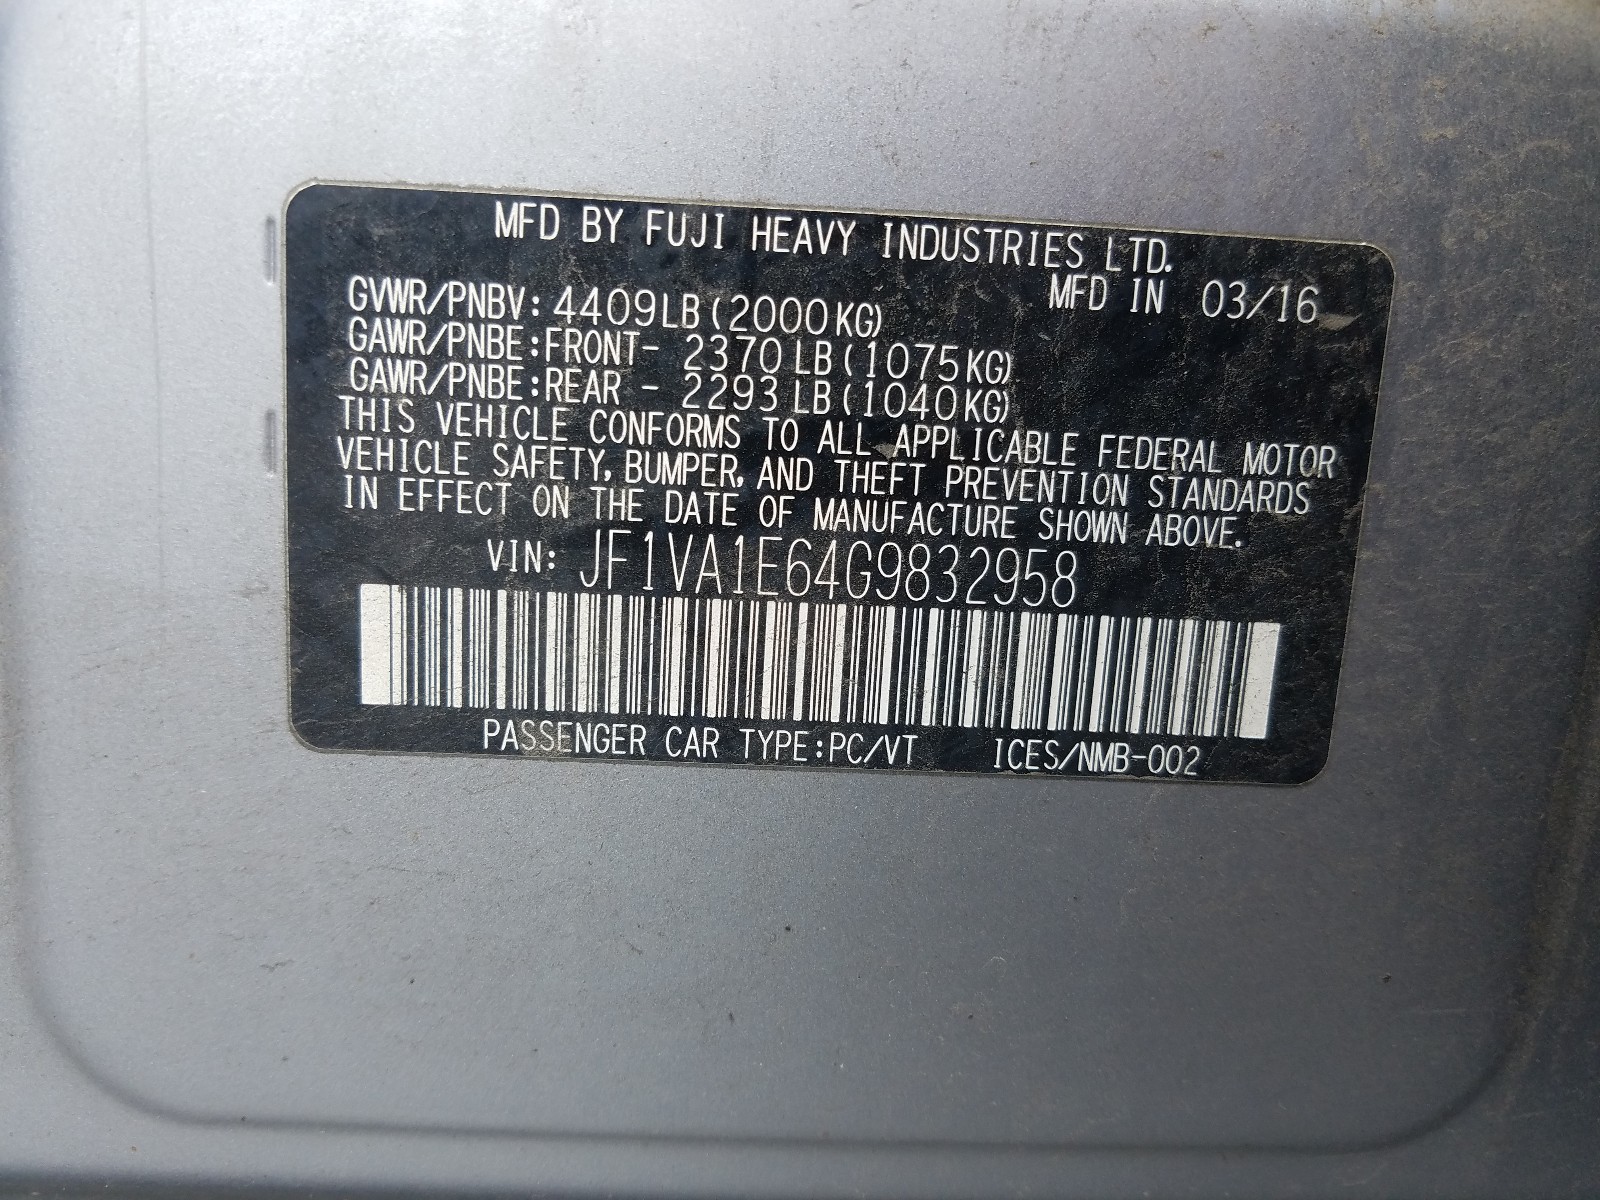 MFD BY FUJI HEAVY INDUSTRIES LTD.
MFD IN 03/16
GVWR/PNBV: 4409LB(2000KG)
GAWR/PNBE:FRONT- 2370LB(1075KG)
GAWR/PNBE:REAR - 2293LB(1040KG)
THIS VEHICLE CONFORMS TO ALL APPLICABLE FEDERAL MOTOR
VEHICLE SAFETY, BUMPER, AND THEFT PREVENTION STANDARDS
IN EFFECT ON THE DATE OF MANUFACTURE SHOWN ABOVE.
VIN: JF1VA1E64G9832958
PASSENGER CAR TYPE:PC/VT ICES/NMB-002